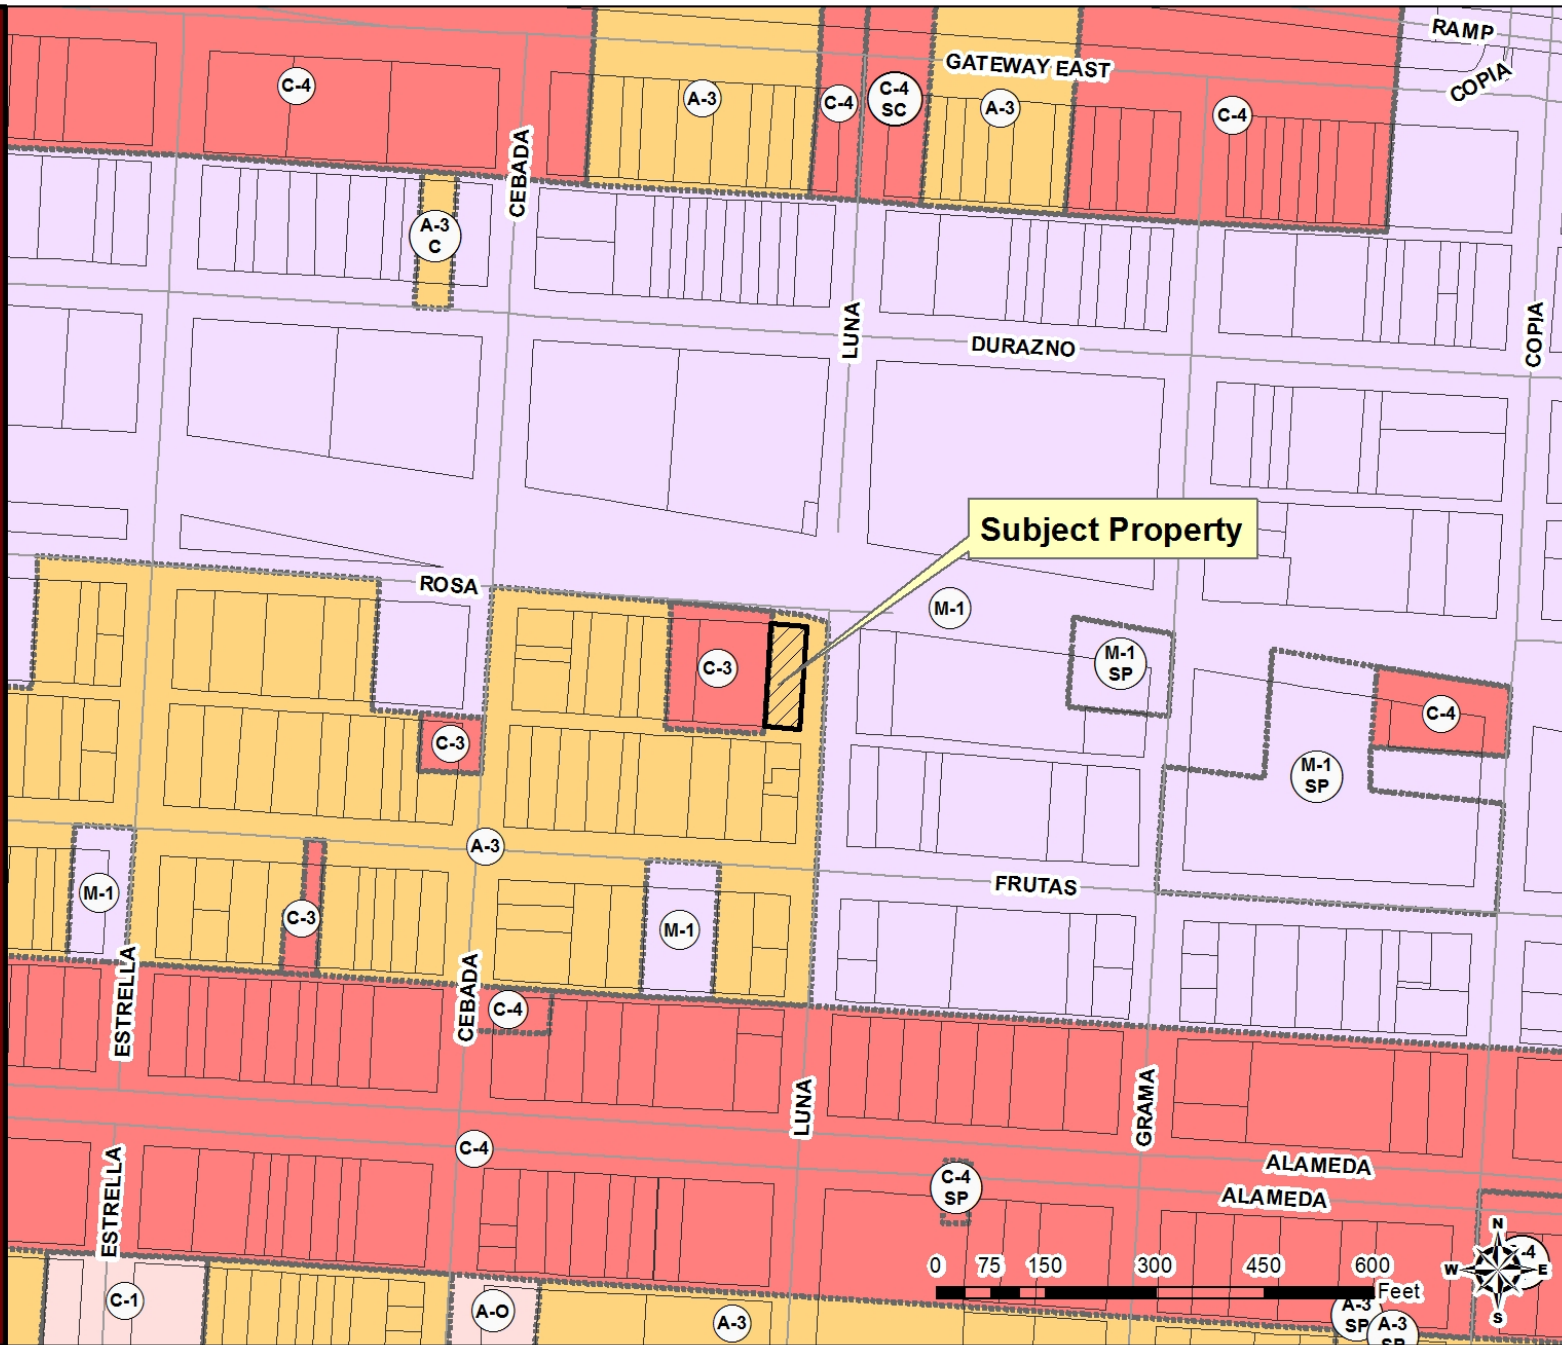 RAMP
GATEWAY EAST
COPIA
C-4
A-3
C-4
C-4
SC
A-3
C-4
CEBADA
A-3
C
LUNA
DURAZNO
COPIA
Subject Property
ROSA
M-1
C-3
M-1
SP
C-4
C-3
M-1
SP
A-3
M-1
C-3
M-1
FRUTAS
ESTRELLA
CEBADA
C-4
LUNA
GRAMA
C-4
ALAMEDA
C-4
SP
ALAMEDA
ESTRELLA
N
W
E
S
-4
0 75 150 300 450 600
Feet
C-1
A-O
A-3
A-3
SP
A-3
SP